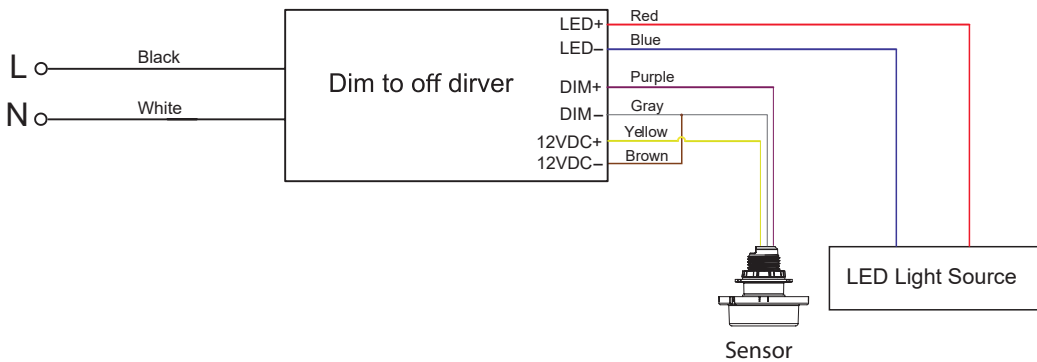 L
Black
N
White
Dim to off dirver
LED+
LED–
DIM+
DIM–
12VDC+
12VDC–
Red
Blue
Purple
Gray
Yellow
Brown
LED Light Source
Sensor